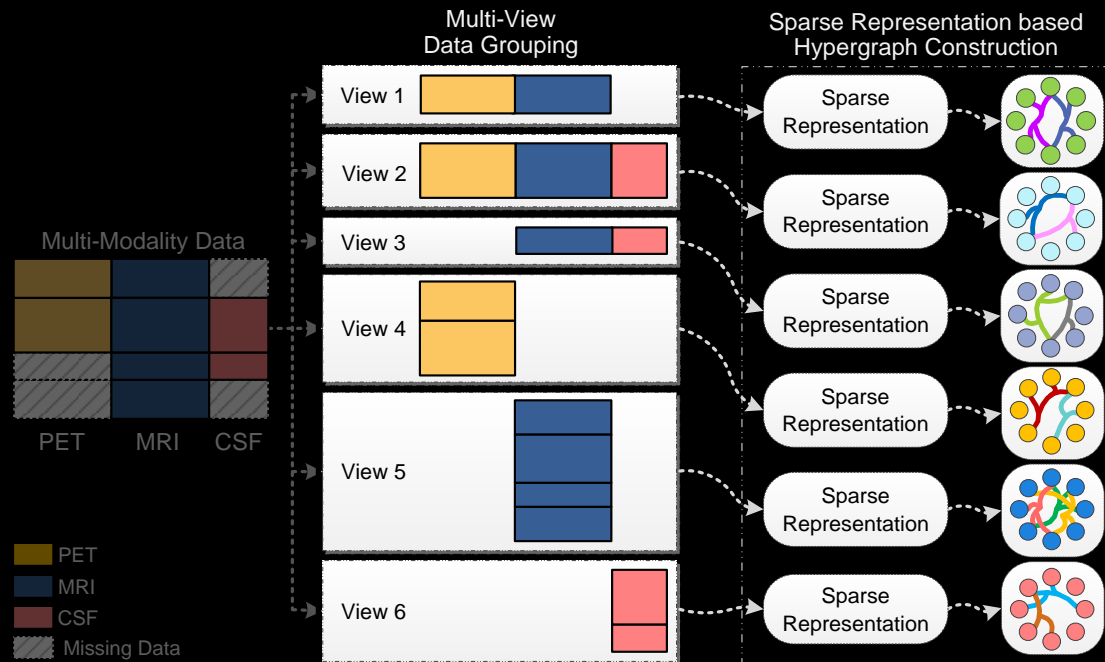 Multi-View
Data Grouping
Sparse Representation based
Hypergraph Construction
View 1
View 2
View 3
View 4
View 5
View 6
Multi-Modality Data
PET
MRI
CSF
PET
MRI
CSF
Missing Data
Sparse
Representation
Sparse
Representation
Sparse
Representation
Sparse
Representation
Sparse
Representation
Sparse
Representation